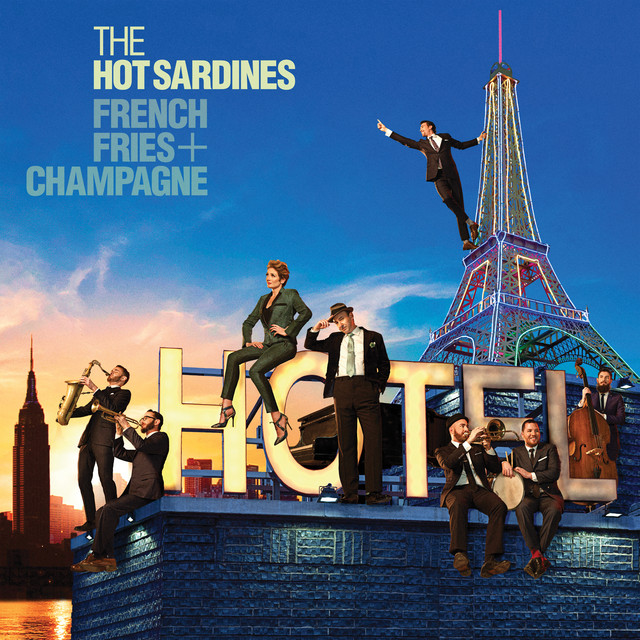 THE
HOT SARDINES
FRENCH
FRIES+
CHAMPAGNE
HOTEL